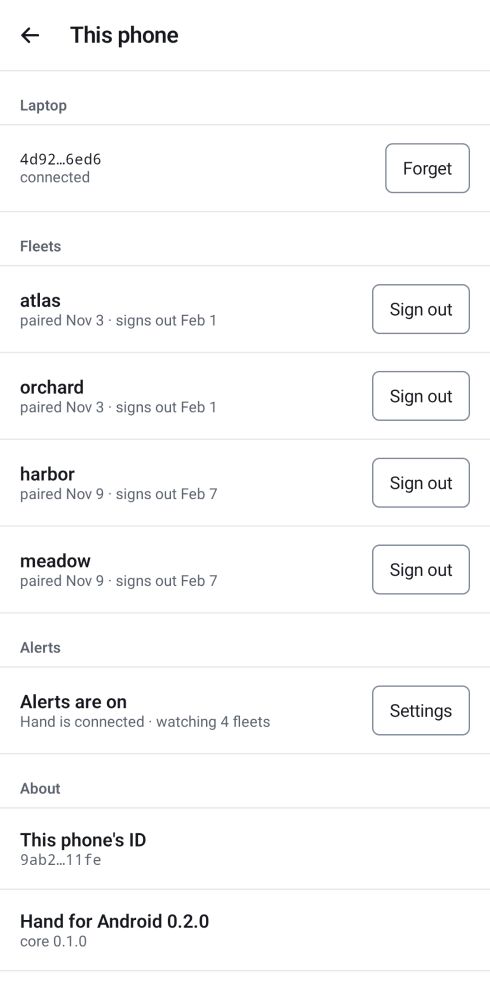 This phone
Laptop
4d92…6ed6
connected
Forget
Fleets
atlas
paired Nov 3 · signs out Feb 1
Sign out
orchard
paired Nov 3 · signs out Feb 1
Sign out
harbor
paired Nov 9 · signs out Feb 7
Sign out
meadow
paired Nov 9 · signs out Feb 7
Sign out
Alerts
Alerts are on
Hand is connected · watching 4 fleets
Settings
About
This phone's ID
9ab2…11fe
Hand for Android 0.2.0
core 0.1.0